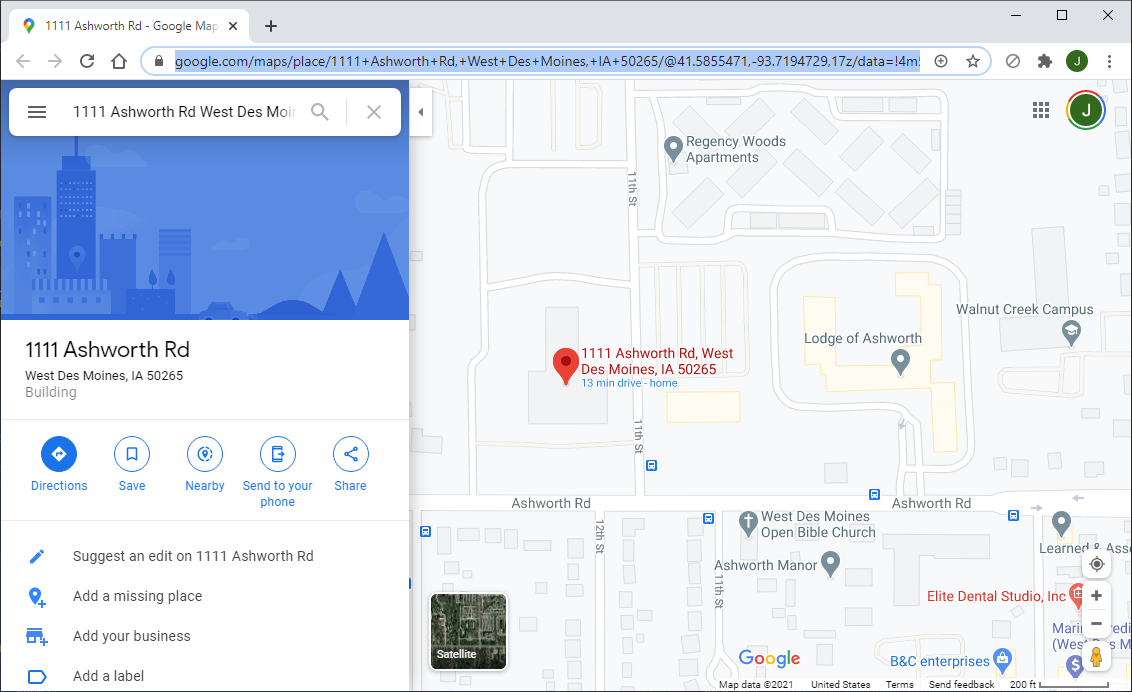 1111 Ashworth Rd - Google Map
google.com/maps/place/1111+Ashworth+Rd,+West+Des+Moines,+IA+50265/@41.5855471,-93.7194729,17z/data=!4m5
J
1111 Ashworth Rd West Des Moin
J
1111 Ashworth Rd
West Des Moines, IA 50265
Building
Directions
Save
Nearby
Send to your
phone
Share
Suggest an edit on 1111 Ashworth Rd
Add a missing place
Add your business
Add a label
Regency Woods
Apartments
11th St
Walnut Creek Campus
Lodge of Ashworth
1111 Ashworth Rd, West
Des Moines, IA 50265
13 min drive - home
11th St
Ashworth Rd
Ashworth Rd
12th St
West Des Moines
Open Bible Church
Learned & Asse
Ashworth Manor
11th St
Elite Dental Studio, Inc
(West Des M
B&C enterprises
Satellite
Google
Map data ©2021
United States
Terms
Send feedback
200 ft